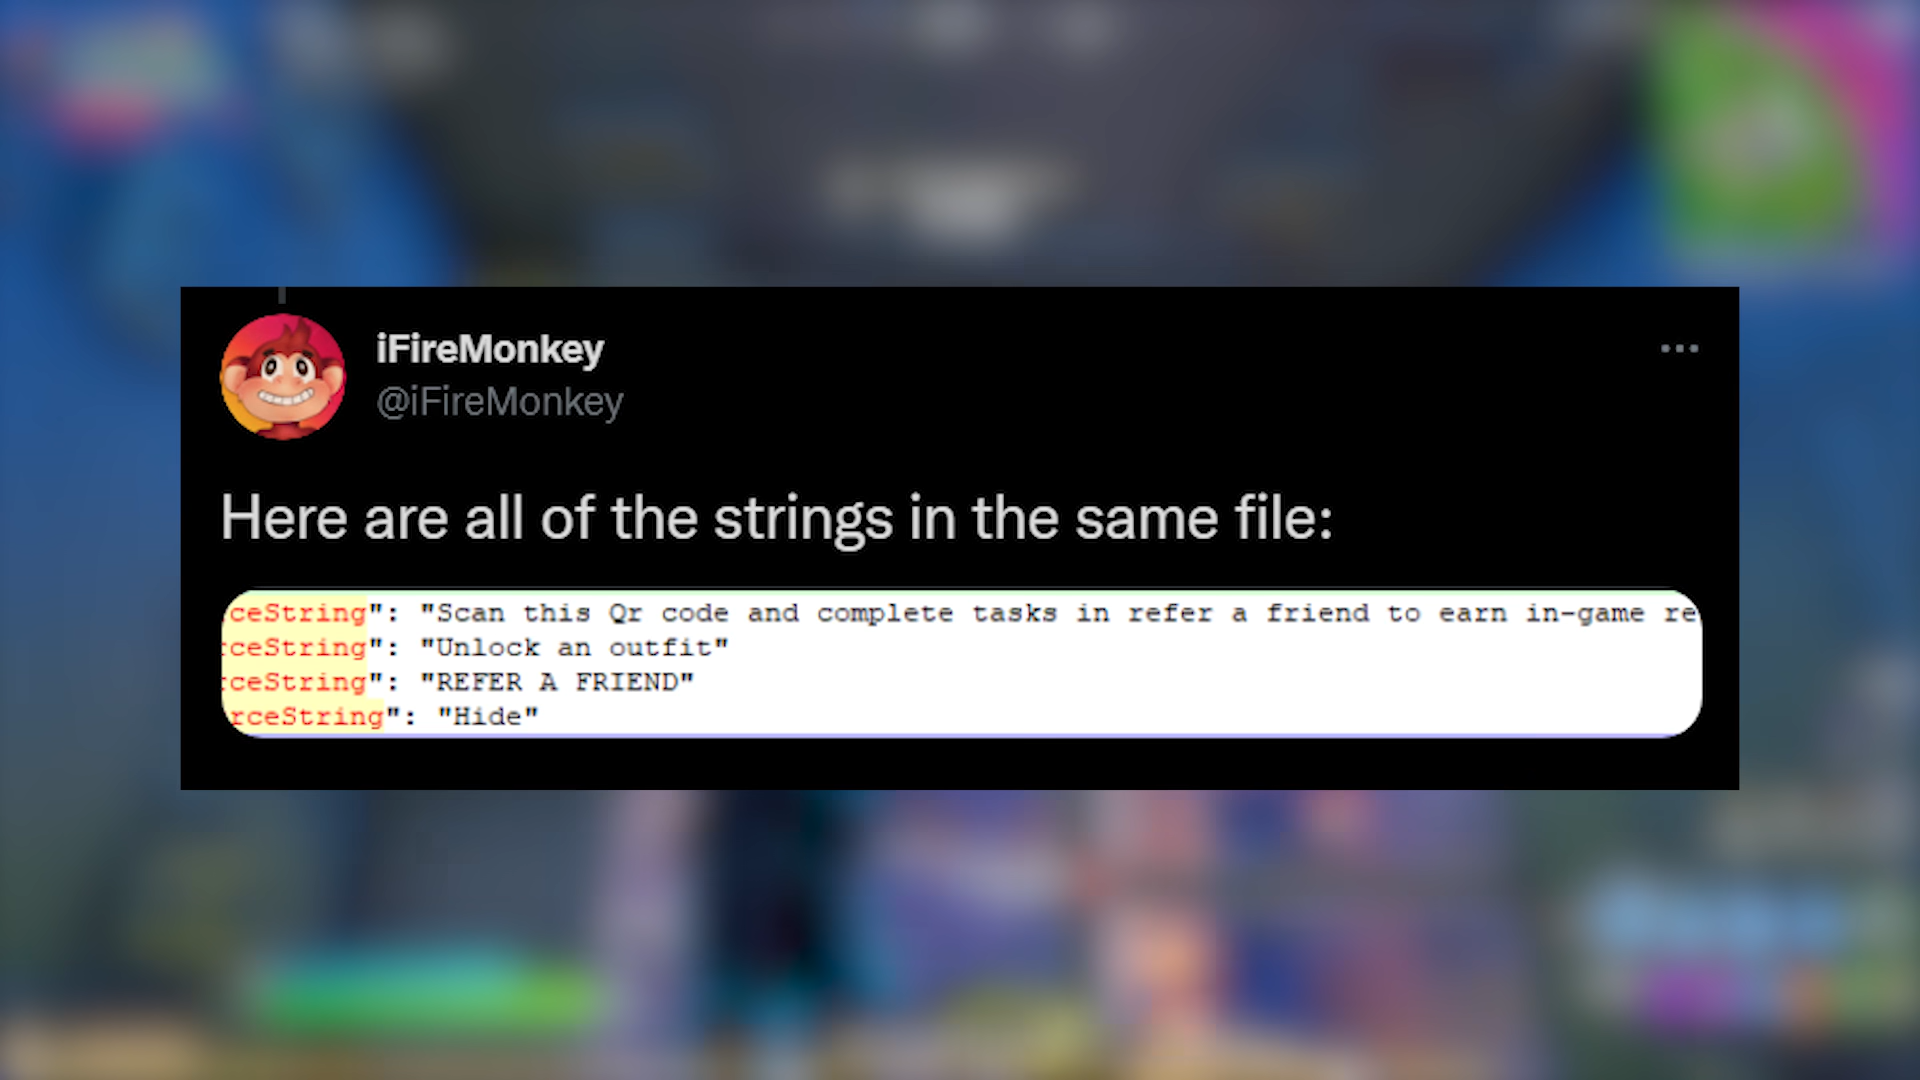 iFireMonkey
@iFireMonkey
Here are all of the strings in the same file:
ceString": "Scan this Qr code and complete tasks in refer a friend to earn in-game re
ceString": "Unlock an outfit"
ceString": "REFER A FRIEND"
rceString": "Hide"